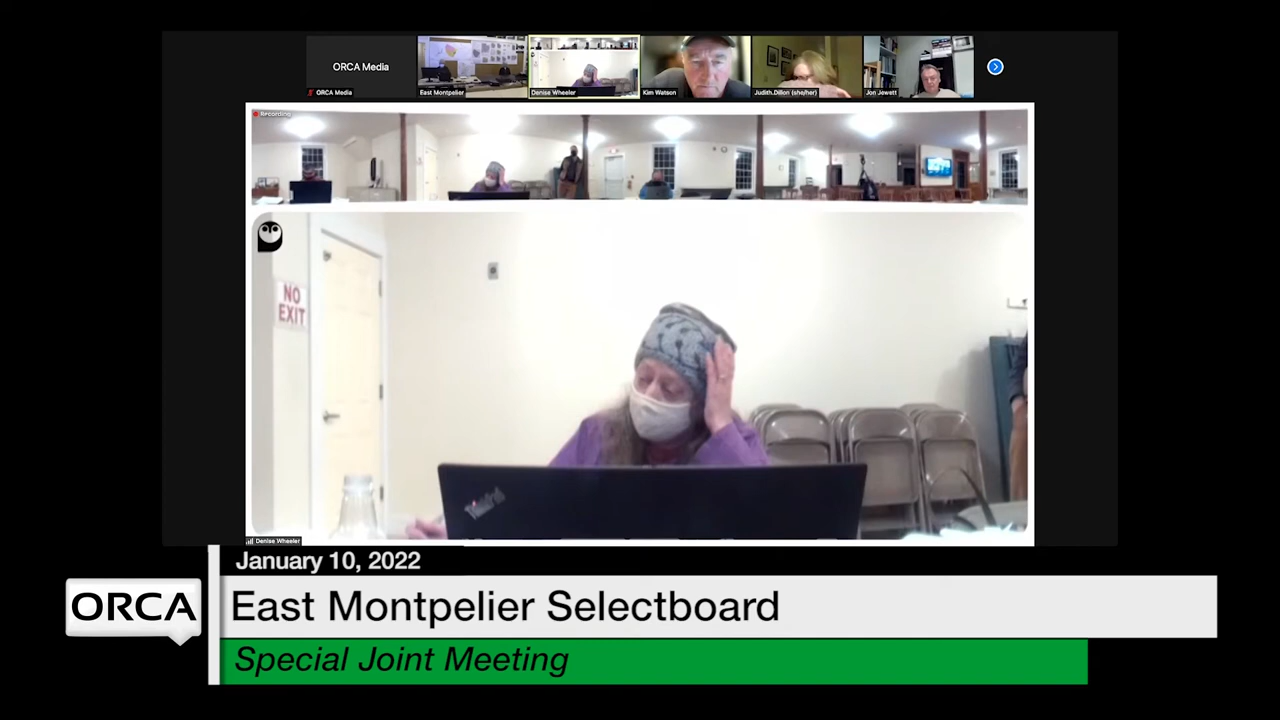 ORCA Media
ORCA Media
East Montpelier
Denise Wheeler
Kim Watson
Judith.Dillon (she/her)
Jon Jewett
Recording
NO
EXIT
ThinkPad
Denise Wheeler
January 10, 2022
ORCA
East Montpelier Selectboard
Special Joint Meeting